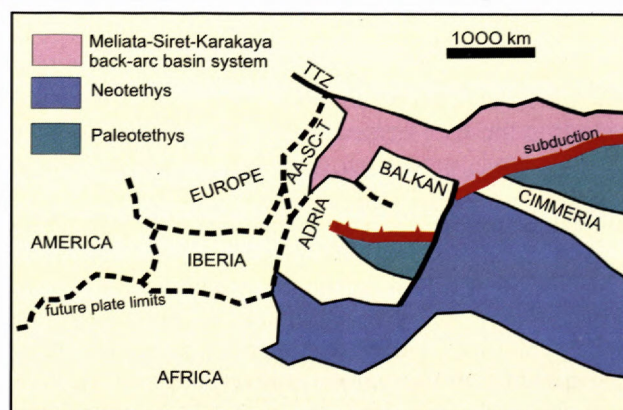 Meliata-Siret-Karakaya
back-arc basin system
Neotethys
Paleotethys
1000 km
TTZ
subduction
AA-SC-T
EUROPE
BALKAN
CIMMERIA
ADRIA
AMERICA
IBERIA
future plate limits
AFRICA